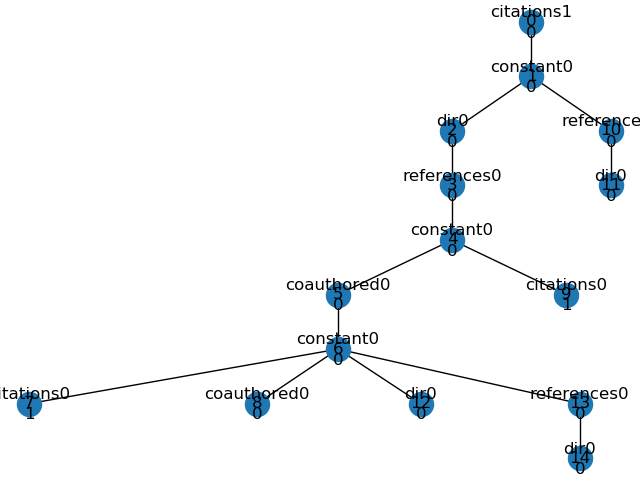 citations1
0
0
constant0
1
0
dir0
2
0
reference
10
0
references0
3
0
dir0
11
0
constant0
4
0
coauthored0
5
0
citations0
9
1
constant0
6
0
itations0
7
1
coauthored0
8
0
dir0
12
0
references0
13
0
dir0
14
0